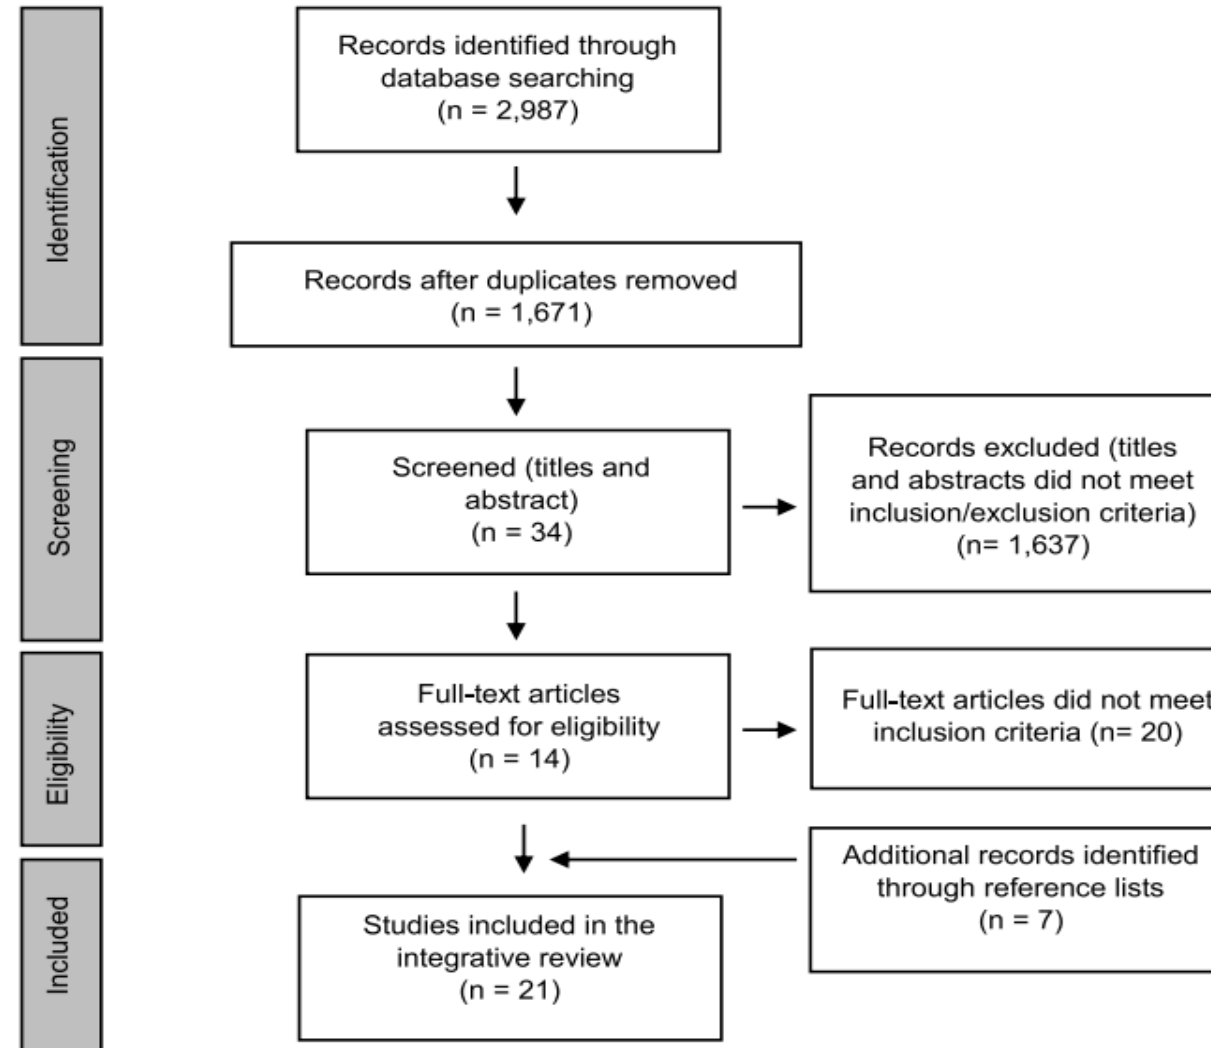 Identification
Records identified through
database searching
(n = 2,987)
Records after duplicates removed
(n = 1,671)
Screening
Screened (titles and
abstract)
(n = 34)
Records excluded (titles
and abstracts did not meet
inclusion/exclusion criteria)
(n= 1,637)
Eligibility
Full-text articles
assessed for eligibility
(n = 14)
Full-text articles did not meet
inclusion criteria (n= 20)
Additional records identified
through reference lists
(n = 7)
Included
Studies included in the
integrative review
(n = 21)